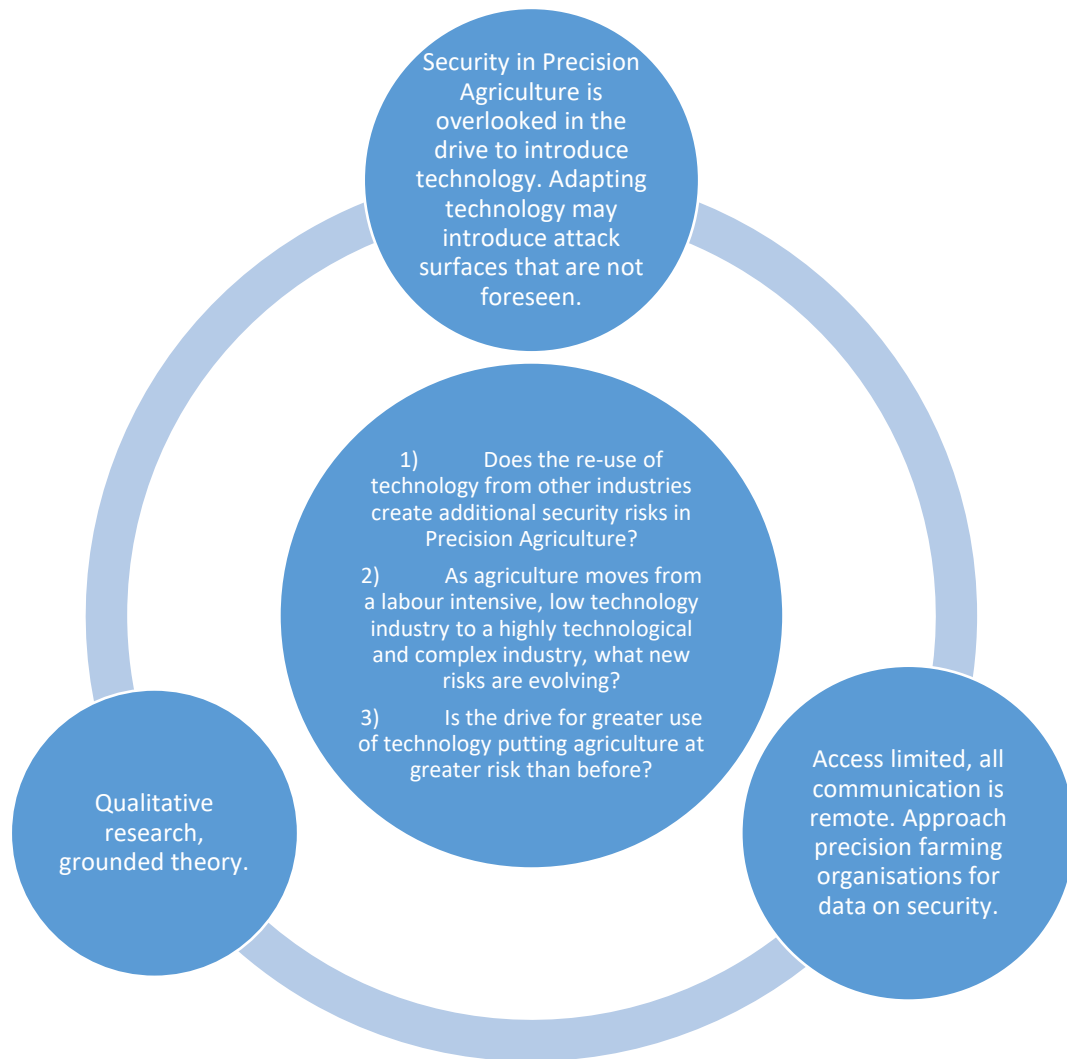 Security in Precision
Agriculture is
overlooked in the
drive to introduce
technology. Adapting
technology may
introduce attack
surfaces that are not
foreseen.
1) Does the re-use of
technology from other industries
create additional security risks in
Precision Agriculture?
2) As agriculture moves from
a labour intensive, low technology
industry to a highly technological
and complex industry, what new
risks are evolving?
3) Is the drive for greater use
of technology putting agriculture at
greater risk than before?
Access limited, all
communication is
remote. Approach
precision farming
organisations for
data on security.
Qualitative
research,
grounded theory.